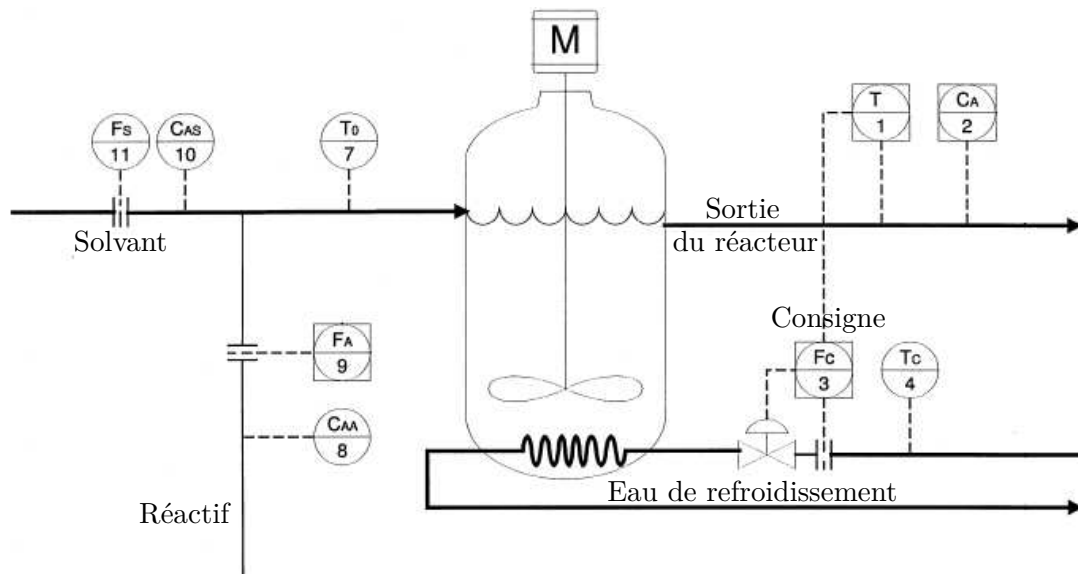 M
Fs
11
CAS
10
T0
7
T
1
CA
2
Solvant
Sortie
du réacteur
FA
9
CAA
8
Consigne
Fc
3
Tc
4
Eau de refroidissement
Réactif